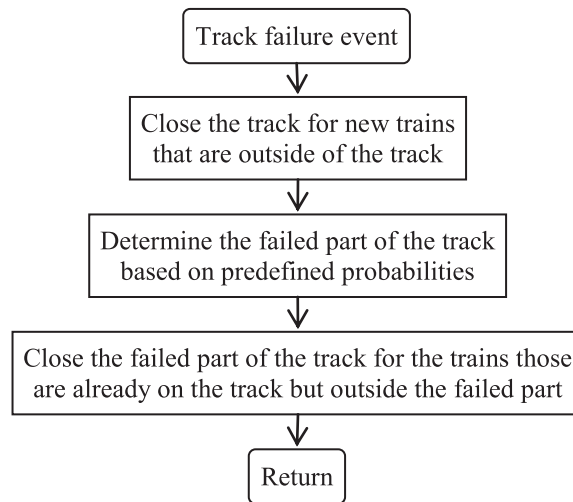 Track failure event
Close the track for new trains
that are outside of the track
Determine the failed part of the track
based on predefined probabilities
Close the failed part of the track for the trains those
are already on the track but outside the failed part
Return